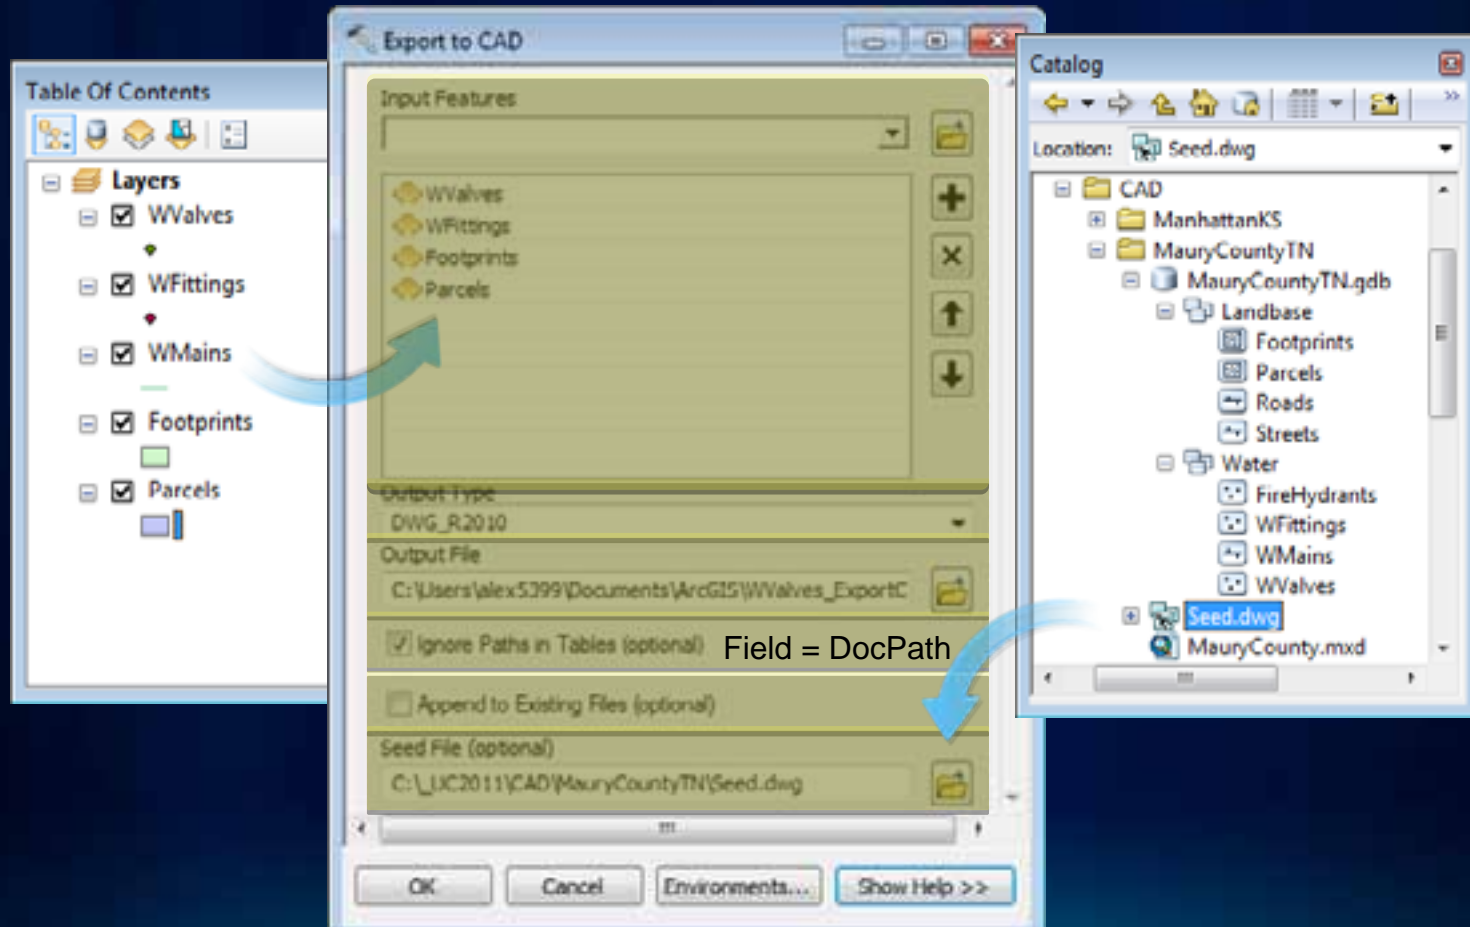 Table Of Contents
Layers
WValves
WFittings
WMains
Footprints
Parcels
Export to CAD
Input Features
WValves
WFittings
Footprints
Parcels
Output Type
DWG_R2010
Output File
C:\Users\alex5399\Documents\ArcGIS\WValves_ExportC
Ignore Paths in Tables (optional)
Field = DocPath
Append to Existing Files (optional)
Seed File (optional)
C:\_UC2011\CAD\MauryCountyTN\Seed.dwg
OK
Cancel
Environments...
Show Help >>
Catalog
Location: Seed.dwg
CAD
ManhattanKS
MauryCountyTN
MauryCountyTN.gdb
Landbase
Footprints
Parcels
Roads
Streets
Water
FireHydrants
WFittings
WMains
WValves
Seed.dwg
MauryCounty.mxd